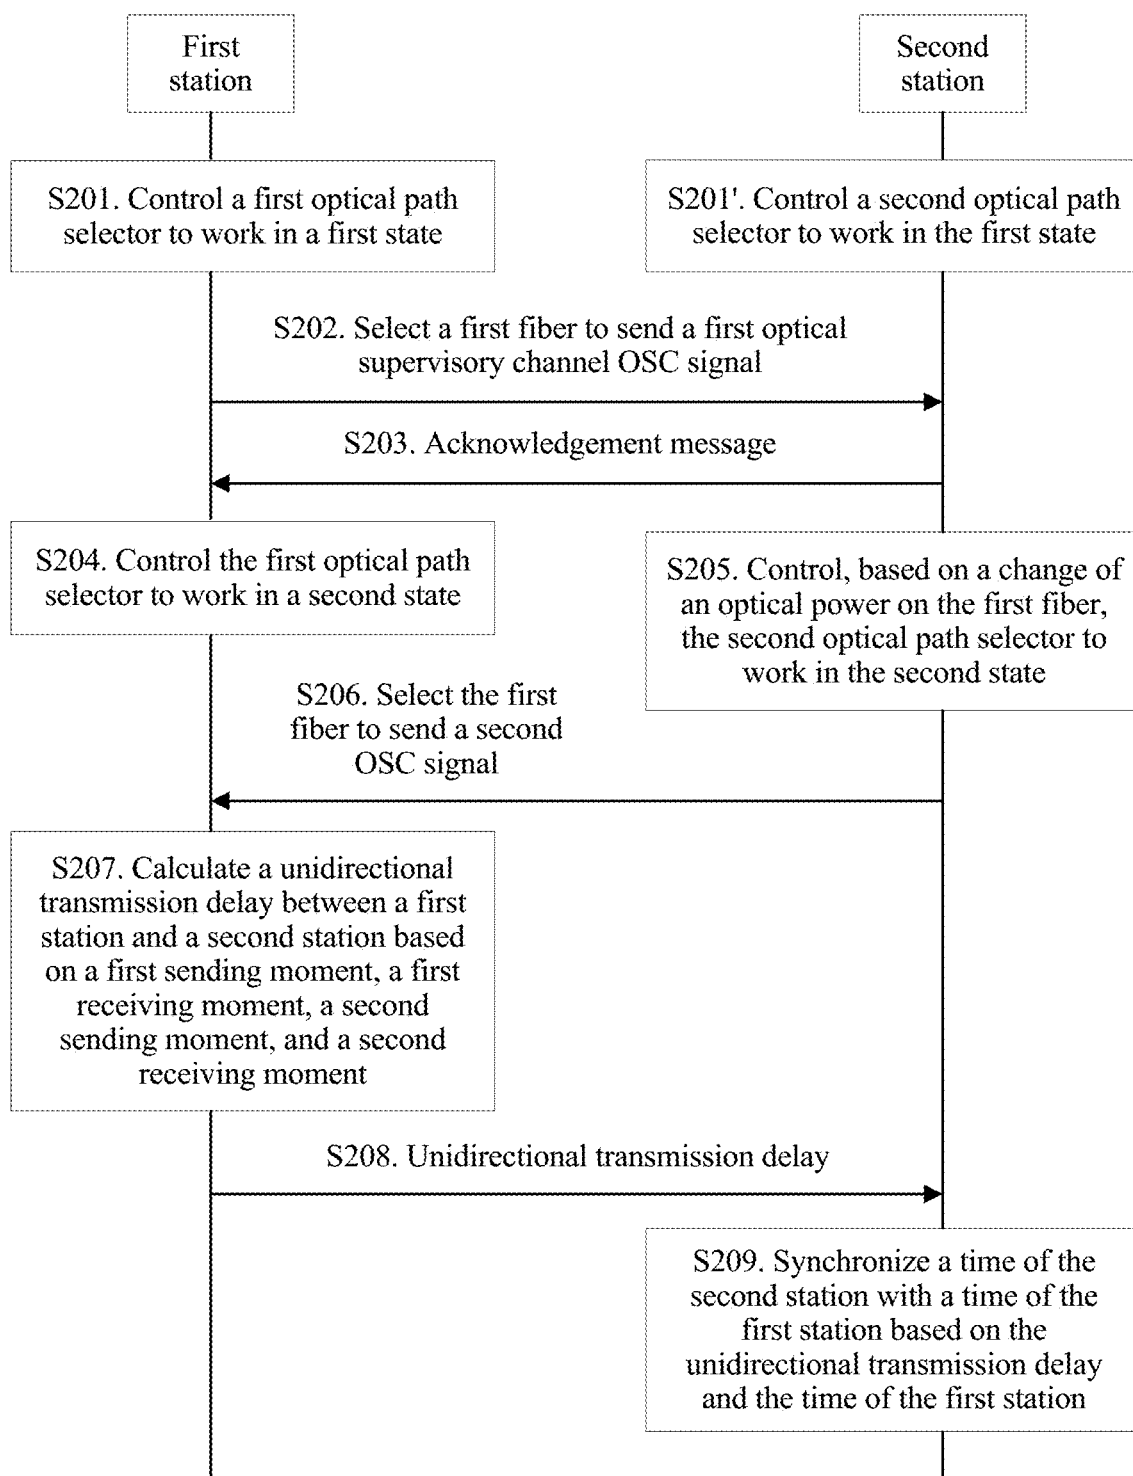 First
station
Second
station
S201. Control a first optical path
selector to work in a first state
S201'. Control a second optical path
selector to work in the first state
S202. Select a first fiber to send a first optical
supervisory channel OSC signal
S203. Acknowledgement message
S204. Control the first optical path
selector to work in a second state
S205. Control, based on a change of
an optical power on the first fiber,
the second optical path selector to
work in the second state
S206. Select the first
fiber to send a second
OSC signal
S207. Calculate a unidirectional
transmission delay between a first
station and a second station based
on a first sending moment, a first
receiving moment, a second
sending moment, and a second
receiving moment
S208. Unidirectional transmission delay
S209. Synchronize a time of the
second station with a time of the
first station based on the
unidirectional transmission delay
and the time of the first station